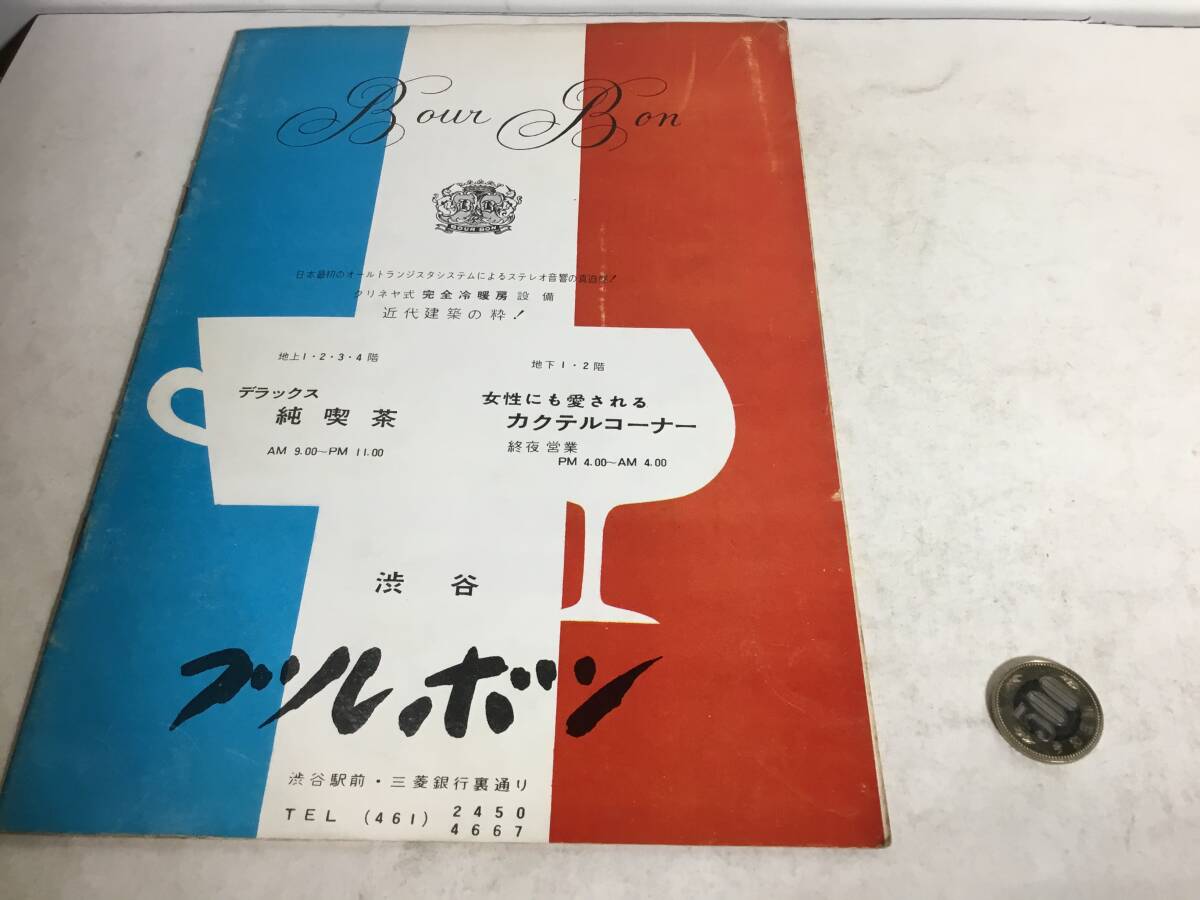 Bour Bon
BOUR BON
日本最初のオールトランジスタシステムによるステレオ音響の真迫性!
クリネヤ式 完全冷暖房 設備
近代建築の粋!
地上1・2・3・4階
デラックス
純喫茶
AM 9.00～PM 11.00
地下1・2階
女性にも愛される
カクテルコーナー
終夜営業
PM 4.00～AM 4.00
渋谷
ブルボン
渋谷駅前・三菱銀行裏通り
TEL (461) 2450
4667
500